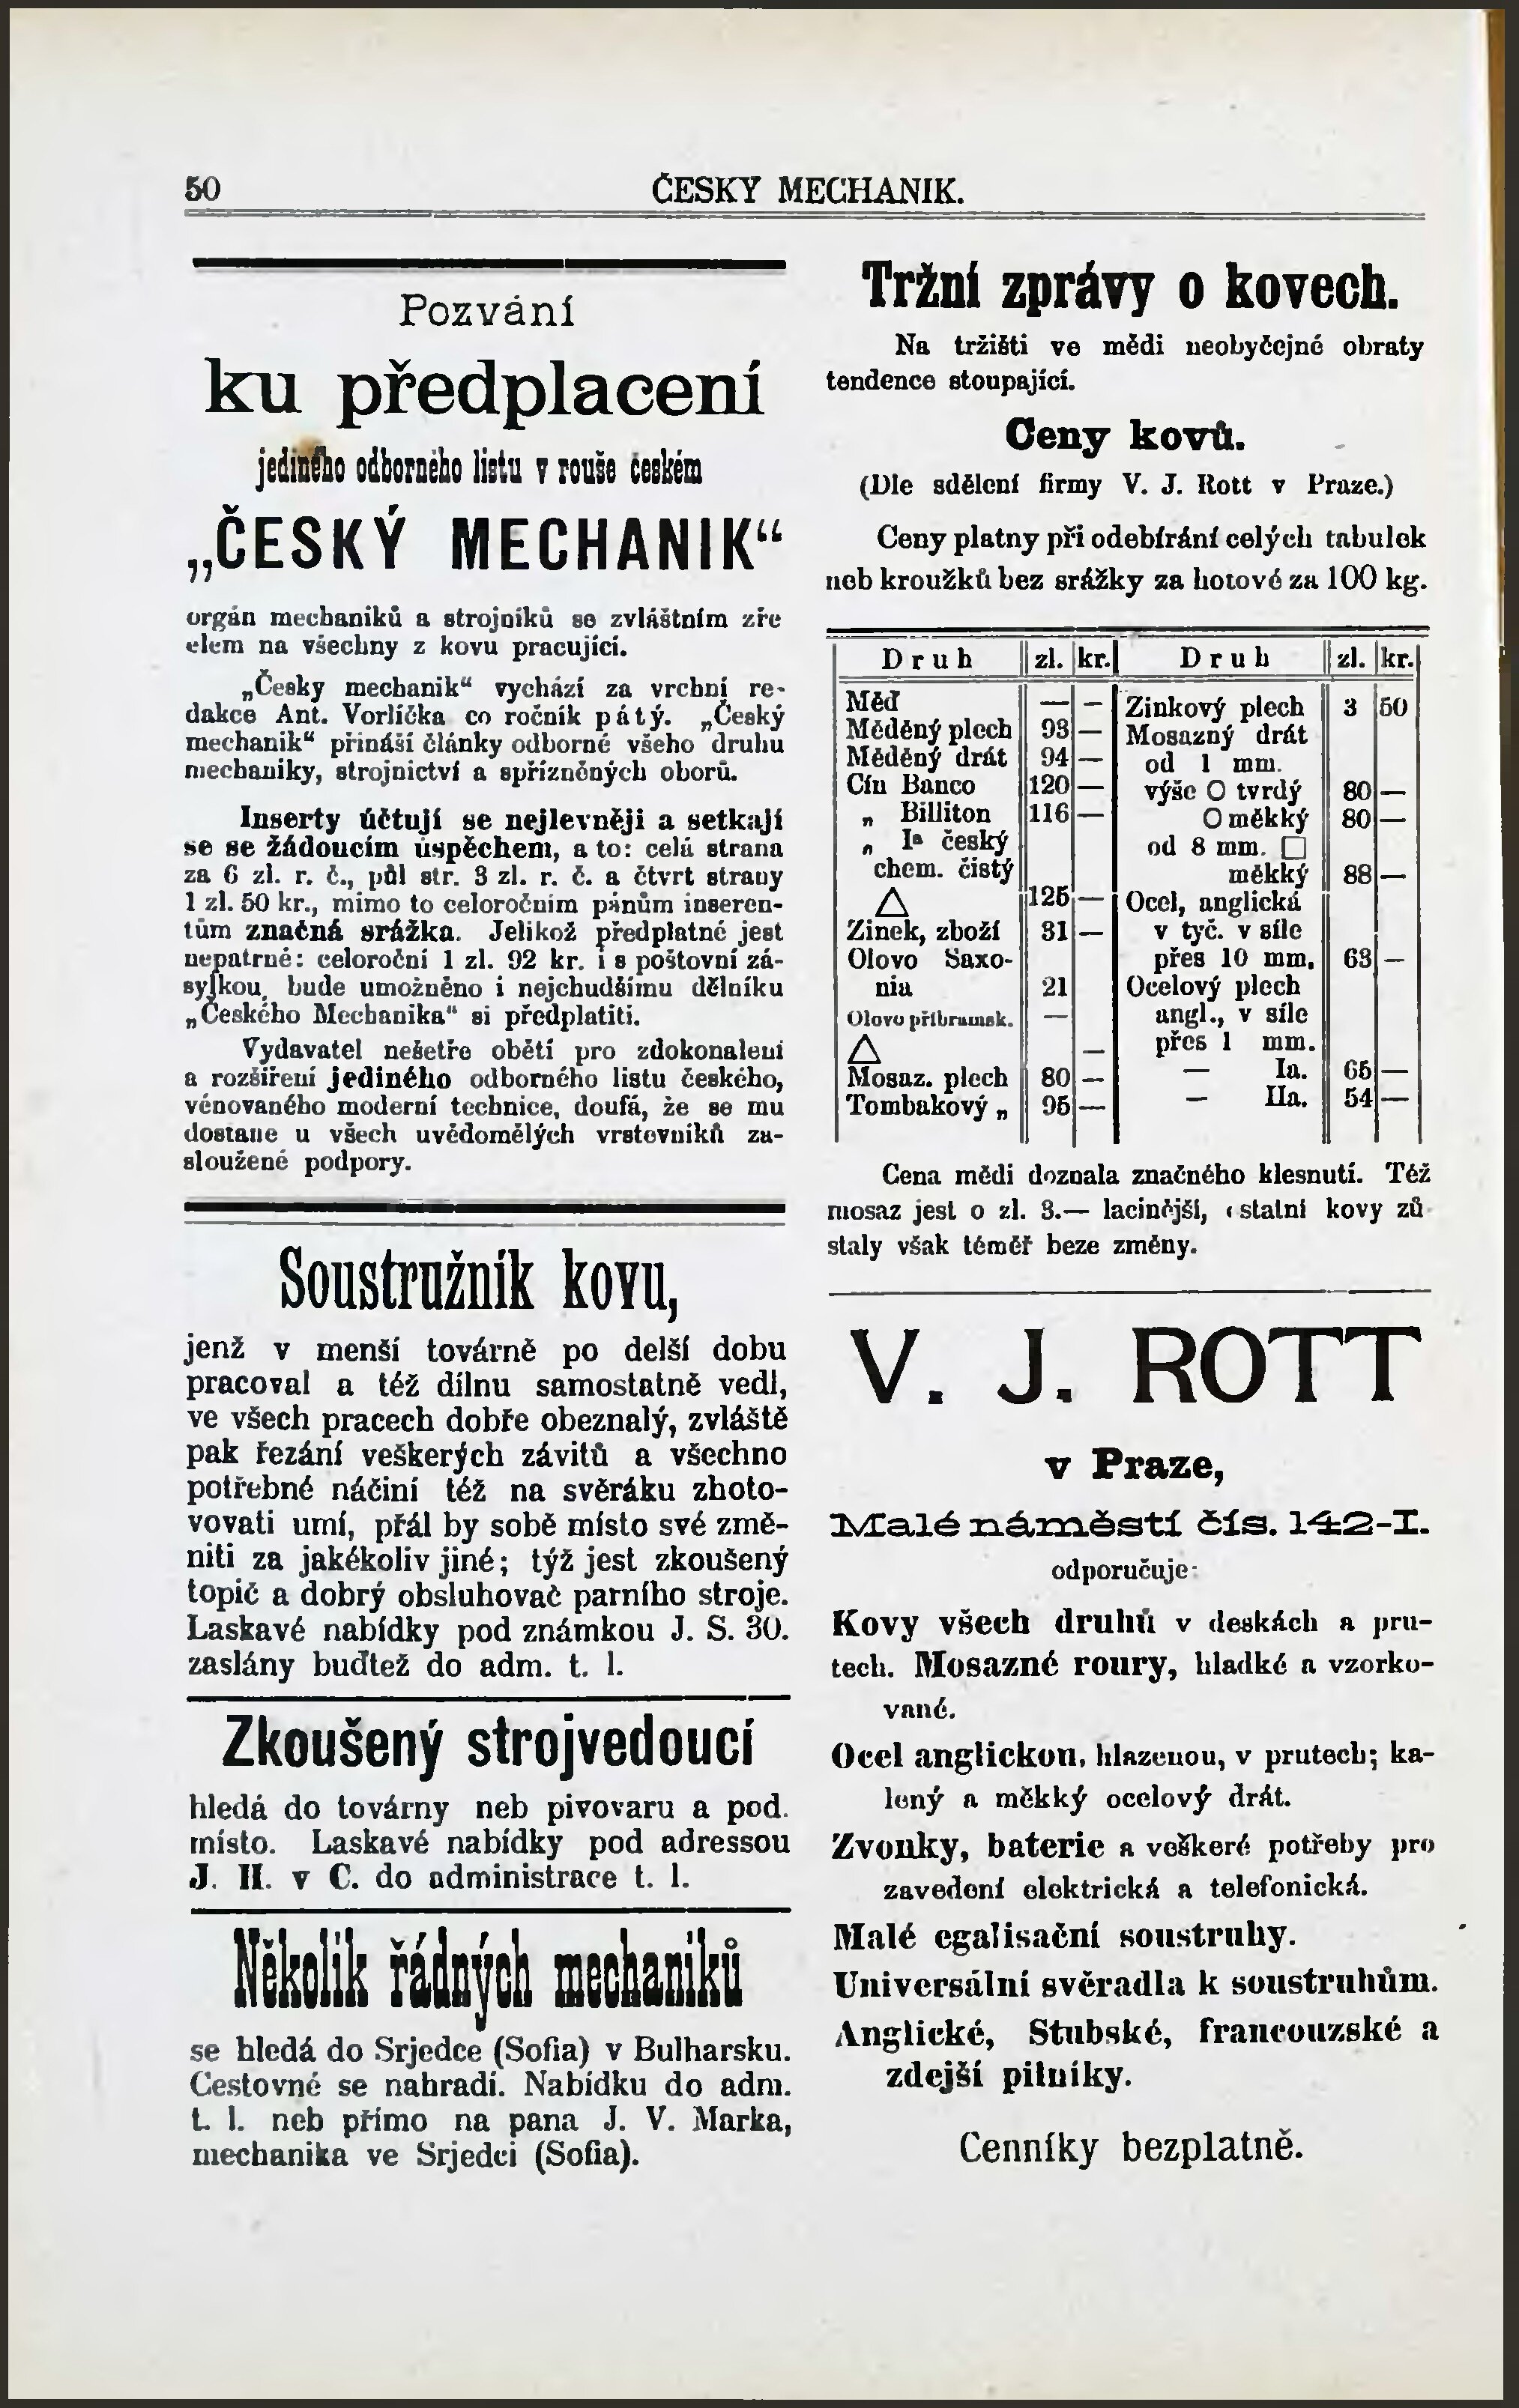 50
ČESKÝ MECHANIK.
Pozvání
ku předplacení
jediného odborného listu v rouše českém
„ČESKÝ MECHANIK“
orgán mechaniků a strojníků se zvláštním zře
elem na všechny z kovu pracující.
„Česky mechanik“ vychází za vrchní re-
dakce Ant. Vorlíčka co ročník pátý. „Český
mechanik“ přináší články odborné všeho druhu
mechaniky, strojnictví a spřízněných oborů.
Inserty účtují se nejlevněji a setkají
se se žádoucím úspěchem, a to: celá strana
za 6 zl. r. č., půl str. 3 zl. r. č. a čtvrt strany
1 zl. 50 kr., mimo to celoročním pánům inseren-
tům značná srážka. Jelikož předplatné jest
nepatrné: celoroční 1 zl. 92 kr. i s poštovní zá-
sylkou, bude umožněno i nejchudšímu dělníku
„Českého Mechanika“ si předplatiti.
Vydavatel nešetře obětí pro zdokonalení
a rozšíření jediného odborného listu českého,
věnovaného moderní technice, doufá, že se mu
dostane u všech uvědomělých vrstevníků za-
sloužené podpory.
Soustružník kovu,
jenž v menší továrně po delší dobu
pracoval a též dílnu samostatně vedl,
ve všech pracech dobře obeznalý, zvláště
pak řezání veškerých závitů a všechno
potřebné náčiní též na svěráku zhoto-
vovati umí, přál by sobě místo své změ-
niti za jakékoliv jiné; týž jest zkoušený
topič a dobrý obsluhovač parního stroje.
Laskavé nabídky pod známkou J. S. 30.
zaslány buďtež do adm. t. l.
Zkoušený strojvedoucí
hledá do továrny neb pivovaru a pod.
místo. Laskavé nabídky pod adressou
J. H. v C. do administrace t. l.
Několik řádných mechaniků
se hledá do Srjedce (Sofia) v Bulharsku.
Cestovné se nahradí. Nabídku do adm.
t. l. neb přímo na pana J. V. Marka,
mechanika ve Srjedci (Sofia).
Tržní zprávy o kovech.
Na tržišti ve mědi neobyčejné obraty
tendence stoupající.
Ceny kovů.
(Dle sdělení firmy V. J. Rott v Praze.)
Ceny platny při odebírání celých tabulek
neb kroužků bez srážky za hotové za 100 kg.
Druh zl. kr. Druh zl. kr.
Měď — —
Měděný plech 93 —
Měděný drát 94 —
Cín Banco 120 —
„ Billiton 116 —
„ Iª český
chem. čistý
△ 125 —
Zinek, zboží 31 —
Olovo Saxo-
nia 21
Olovo příbramsk. —
△ —
Mosaz. plech 80 —
Tombakový „ 95 —
Zinkový plech 3 50
Mosazný drát
od 1 mm.
výše O tvrdý 80 —
O měkký 80 —
od 8 mm. □
měkký 88 —
Ocel, anglická
v tyč. v síle
přes 10 mm. 63 —
Ocelový plech
angl., v síle
přes 1 mm.
— Ia. 65 —
— IIa. 54 —
Cena mědi doznala značného klesnutí. Též
mosaz jest o zl. 3.— lacinější, ostatní kovy zů
staly však téměř beze změny.
V. J. ROTT
v Praze,
Malé náměstí čís. 142-I.
odporučuje:
Kovy všech druhů v deskách a pru-
tech. Mosazné roury, hladké a vzorko-
vané.
Ocel anglickou, hlazenou, v prutech; ka-
lený a měkký ocelový drát.
Zvonky, baterie a veškeré potřeby pro
zavedení elektrická a telefonická.
Malé egalisační soustruhy.
Universální svěradla k soustruhům.
Anglické, Stubské, francouzské a
zdejší pilníky.
Cenníky bezplatně.